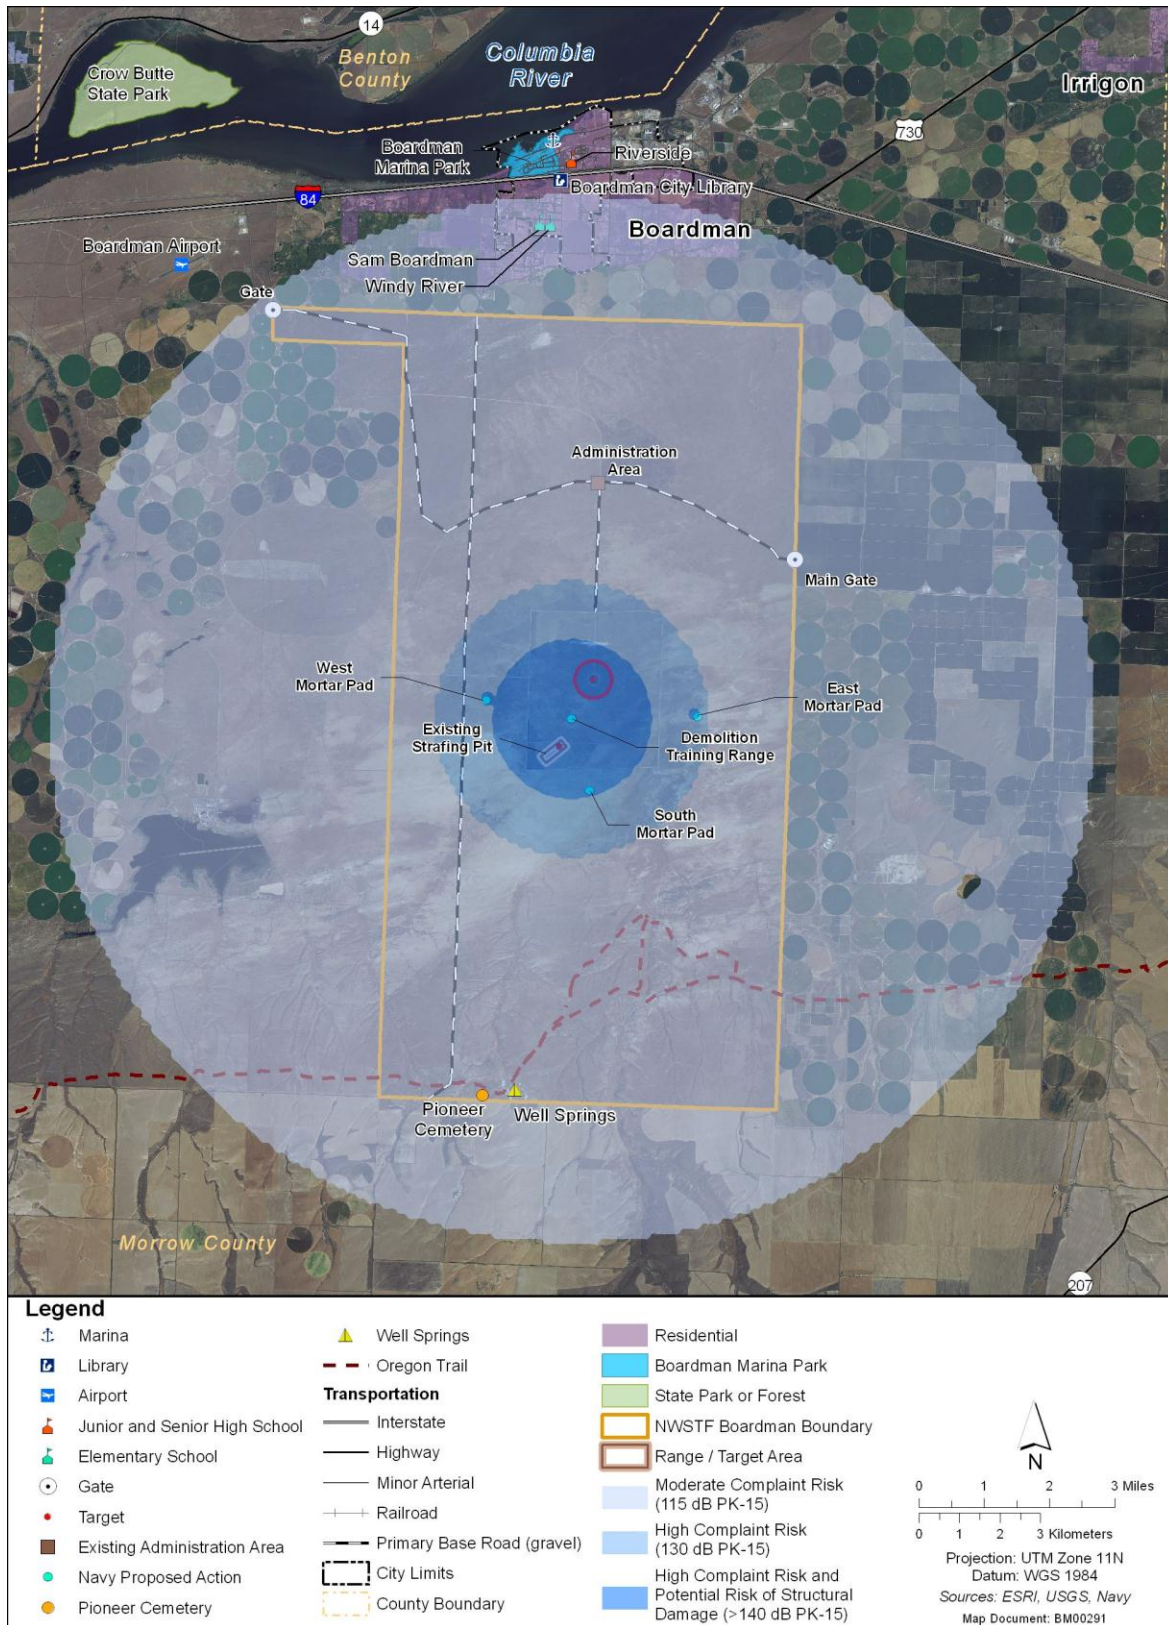 14
Benton
County
Columbia
River
Crow Butte
State Park
Irrigon
730
Boardman
Marina Park
Riverside
84
Boardman City Library
Boardman Airport
Boardman
Sam Boardman
Windy River
Gate
Administration
Area
Main Gate
West
Mortar Pad
East
Mortar Pad
Existing
Strafing Pit
Demolition
Training Range
South
Mortar Pad
Pioneer
Cemetery
Well Springs
Morrow County
207
Legend
Marina
Library
Airport
Junior and Senior High School
Elementary School
Gate
Target
Existing Administration Area
Navy Proposed Action
Pioneer Cemetery
Well Springs
Oregon Trail
Transportation
Interstate
Highway
Minor Arterial
Railroad
Primary Base Road (gravel)
City Limits
County Boundary
Residential
Boardman Marina Park
State Park or Forest
NWSTF Boardman Boundary
Range / Target Area
Moderate Complaint Risk
(115 dB PK-15)
High Complaint Risk
(130 dB PK-15)
High Complaint Risk and
Potential Risk of Structural
Damage (>140 dB PK-15)
N
0 1 2 3 Miles
0 1 2 3 Kilometers
Projection: UTM Zone 11N
Datum: WGS 1984
Sources: ESRI, USGS, Navy
Map Document: BM00291